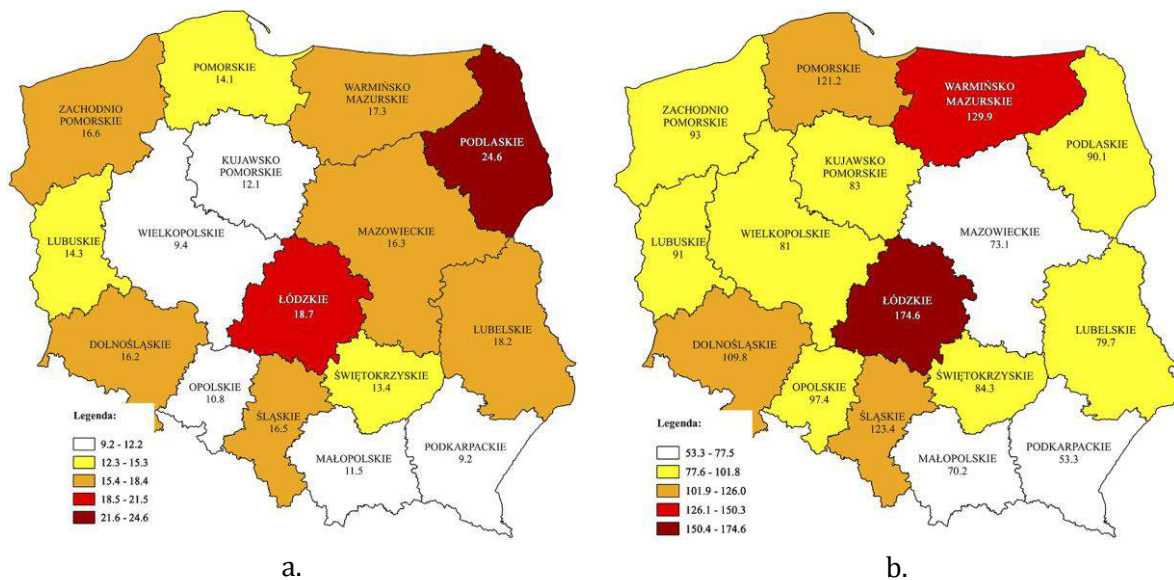 POMORSKIE
14.1
ZACHODNIO
POMORSKIE
16.6
WARMIŃSKO
MAZURSKIE
17.3
PODLASKIE
24.6
KUJAWSKO
POMORSKIE
12.1
LUBUSKIE
14.3
WIELKOPOLSKIE
9.4
MAZOWIECKIE
16.3
ŁÓDZKIE
18.7
LUBELSKIE
18.2
DOLNOŚLĄSKIE
16.2
OPOLSKIE
10.8
ŚWIĘTOKRZYSKIE
13.4
ŚLĄSKIE
16.5
MAŁOPOLSKIE
11.5
PODKARPACKIE
9.2
Legenda:
9.2 - 12.2
12.3 - 15.3
15.4 - 18.4
18.5 - 21.5
21.6 - 24.6
a.
POMORSKIE
121.2
ZACHODNIO
POMORSKIE
93
WARMIŃSKO
MAZURSKIE
129.9
PODLASKIE
90.1
KUJAWSKO
POMORSKIE
83
LUBUSKIE
91
WIELKOPOLSKIE
81
MAZOWIECKIE
73.1
ŁÓDZKIE
174.6
LUBELSKIE
79.7
DOLNOŚLĄSKIE
109.8
OPOLSKIE
97.4
ŚWIĘTOKRZYSKIE
84.3
ŚLĄSKIE
123.4
MAŁOPOLSKIE
70.2
PODKARPACKIE
53.3
Legenda:
53.3 - 77.5
77.6 - 101.8
101.9 - 126.0
126.1 - 150.3
150.4 - 174.6
b.